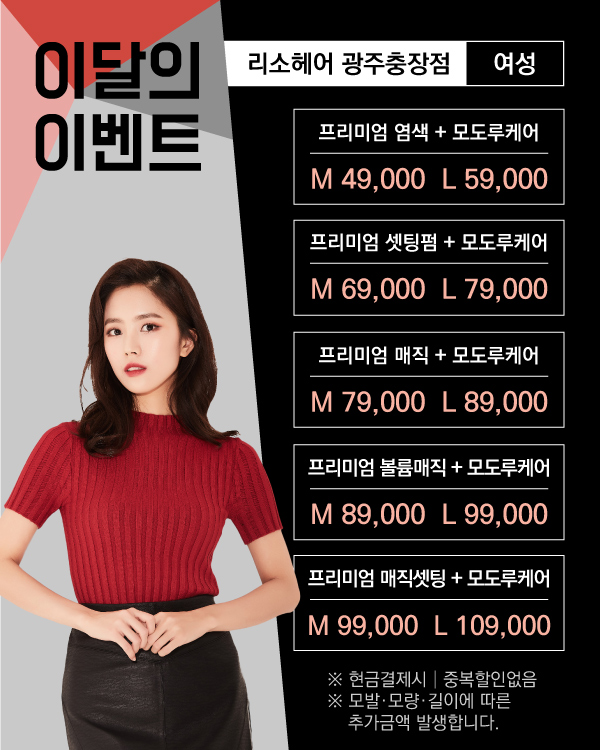 이달의
이벤트
리소헤어 광주충장점 여성
프리미엄 염색 + 모도루케어
M 49,000 L 59,000
프리미엄 셋팅펌 + 모도루케어
M 69,000 L 79,000
프리미엄 매직 + 모도루케어
M 79,000 L 89,000
프리미엄 볼륨매직 + 모도루케어
M 89,000 L 99,000
프리미엄 매직셋팅 + 모도루케어
M 99,000 L 109,000
※ 현금결제시 | 중복할인없음
※ 모발·모량·길이에 따른
추가금액 발생합니다.